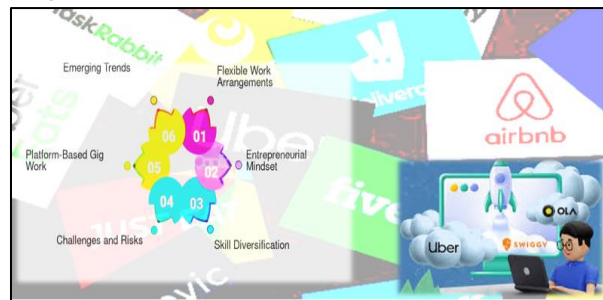 TaskRabbit
Emerging Trends
Flexible Work
Arrangements
airbnb
06
01
Platform-Based Gig
Work
05
02
Entrepreneurial
Mindset
04
03
Challenges and Risks
Skill Diversification
Uber
OLA
SWIGGY